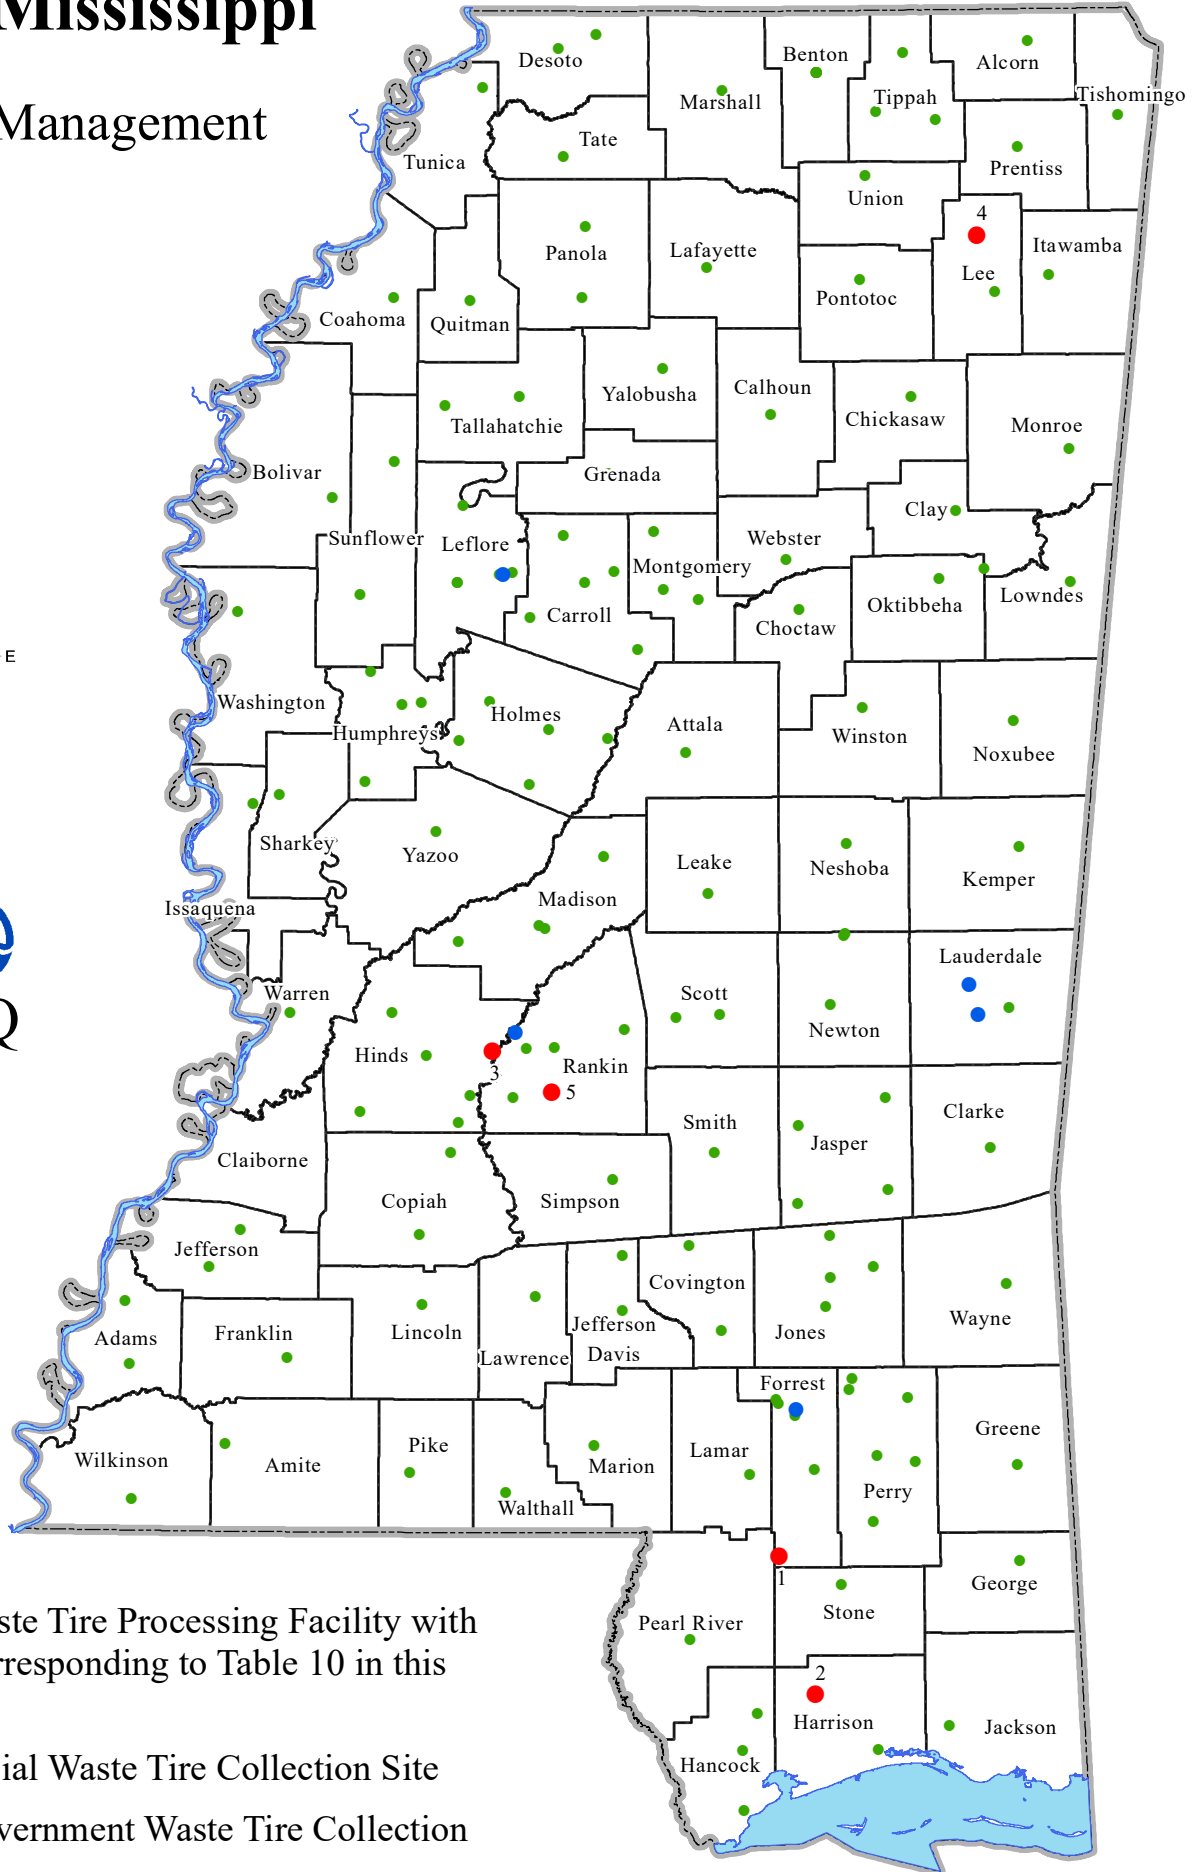 Mississippi
Management
Desoto
Benton
Alcorn
Marshall
Tippah
Tishomingo
Tate
Tunica
Prentiss
Union
4
Panola
Lafayette
Itawamba
Lee
Pontotoc
Coahoma
Quitman
Yalobusha
Calhoun
Chickasaw
Tallahatchie
Monroe
Bolivar
Grenada
Clay
Sunflower
Leflore
Webster
Montgomery
Lowndes
Oktibbeha
Carroll
Choctaw
E
Washington
Holmes
Attala
Humphreys
Winston
Noxubee
Sharkey
Yazoo
Leake
Neshoba
Kemper
Madison
Issaquena
Lauderdale
Warren
Scott
Q
Newton
Hinds
Rankin
3
5
Clarke
Smith
Jasper
Claiborne
Copiah
Simpson
Jefferson
Covington
Wayne
Adams
Franklin
Lincoln
Jefferson
Davis
Jones
Lawrence
Forrest
Greene
Pike
Lamar
Wilkinson
Amite
Marion
Perry
Walthall
1
George
Stone
ste Tire Processing Facility with
Pearl River
rresponding to Table 10 in this
2
Harrison
Jackson
ial Waste Tire Collection Site
Hancock
vernment Waste Tire Collection